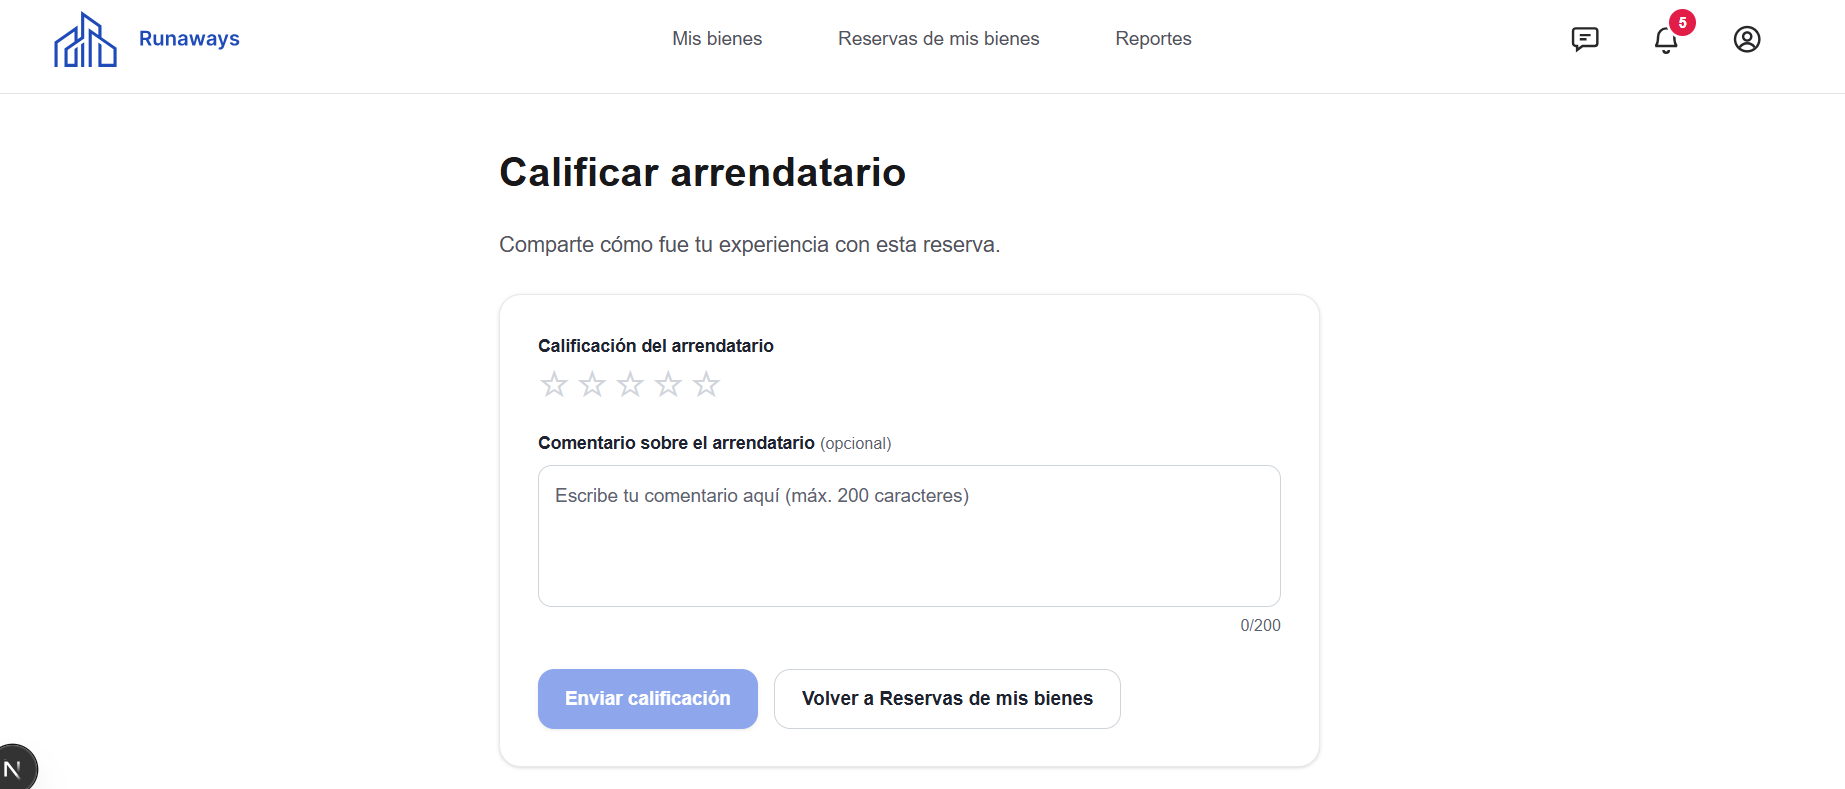 Runaways
Mis bienes
Reservas de mis bienes
Reportes
5
Calificar arrendatario
Comparte cómo fue tu experiencia con esta reserva.
Calificación del arrendatario
Comentario sobre el arrendatario (opcional)
Escribe tu comentario aquí (máx. 200 caracteres)
0/200
Enviar calificación
Volver a Reservas de mis bienes
N